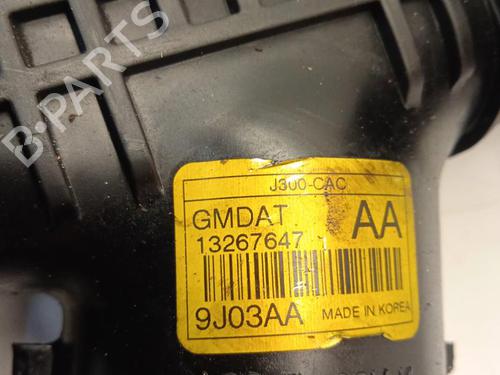 B-PARTS
J300-CAC
GMDAT AA
13267647
9J03AA MADE IN KOREA